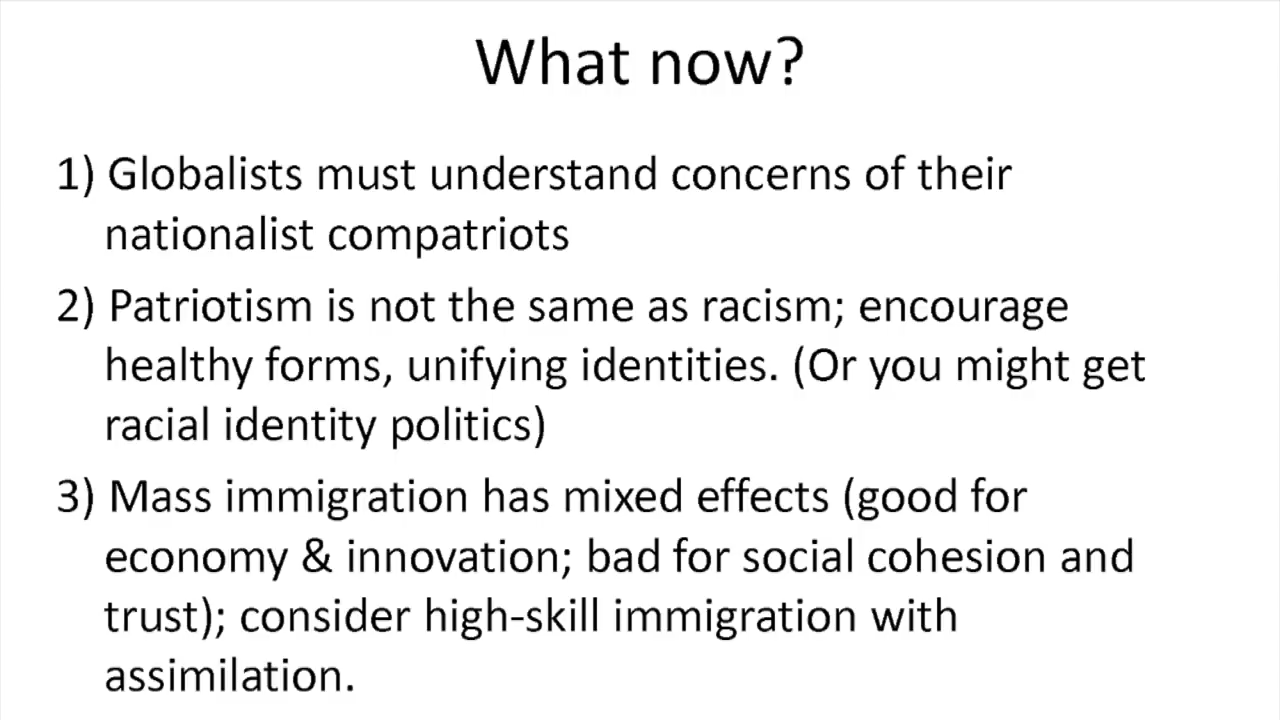 What now?
1) Globalists must understand concerns of their
nationalist compatriots
2) Patriotism is not the same as racism; encourage
healthy forms, unifying identities. (Or you might get
racial identity politics)
3) Mass immigration has mixed effects (good for
economy & innovation; bad for social cohesion and
trust); consider high-skill immigration with
assimilation.